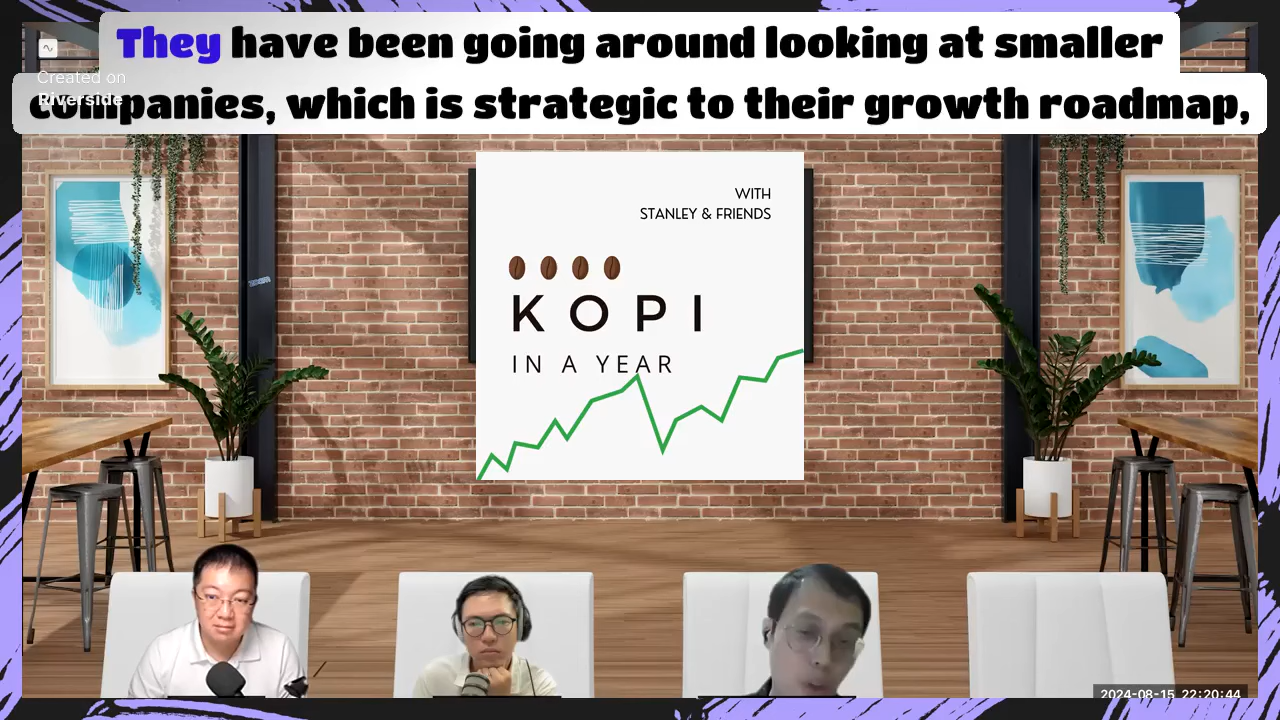 They have been going around looking at smaller
companies, which is strategic to their growth roadmap,
Created on
Riverside
WITH
STANLEY & FRIENDS
KOPI
IN A YEAR
2024-08-15 22:20:44